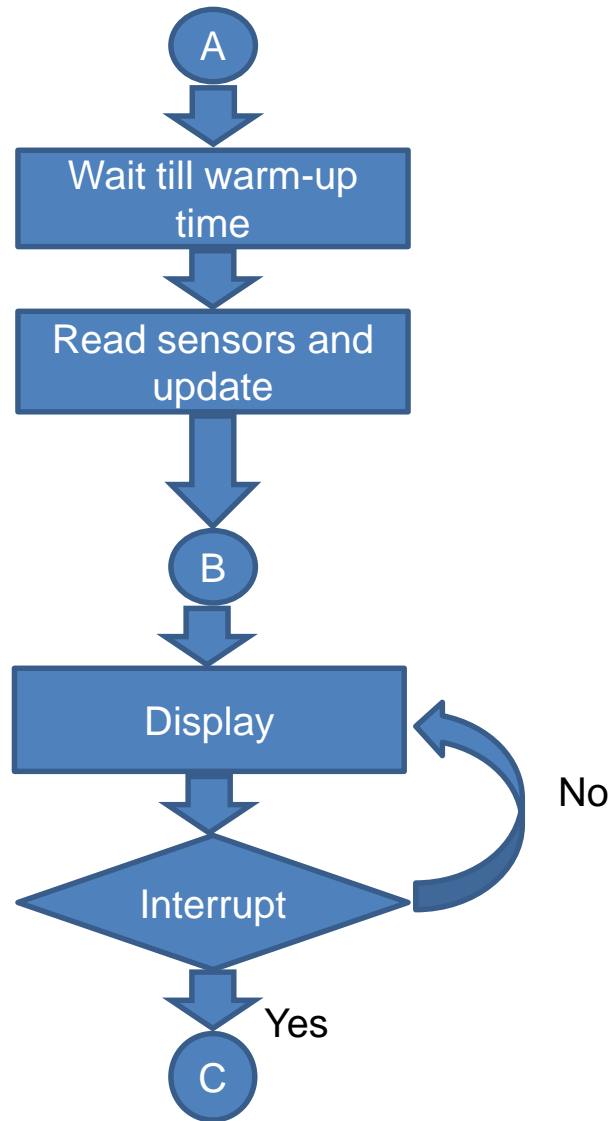 A
Wait till warm-up
time
Read sensors and
update
B
Display
No
Interrupt
Yes
C